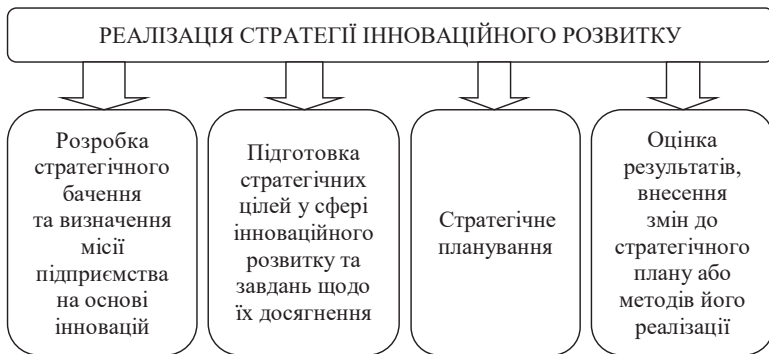 РЕАЛІЗАЦІЯ СТРАТЕГІЇ ІННОВАЦІЙНОГО РОЗВИТКУ
Розробка
стратегічного
бачення
та визначення
місії
підприємства
на основі
інновацій
Підготовка
стратегічних
цілей у сфері
інноваційного
розвитку та
завдань щодо
їх досягнення
Стратегічне
планування
Оцінка
результатів,
внесення
змін до
стратегічного
плану або
методів його
реалізації